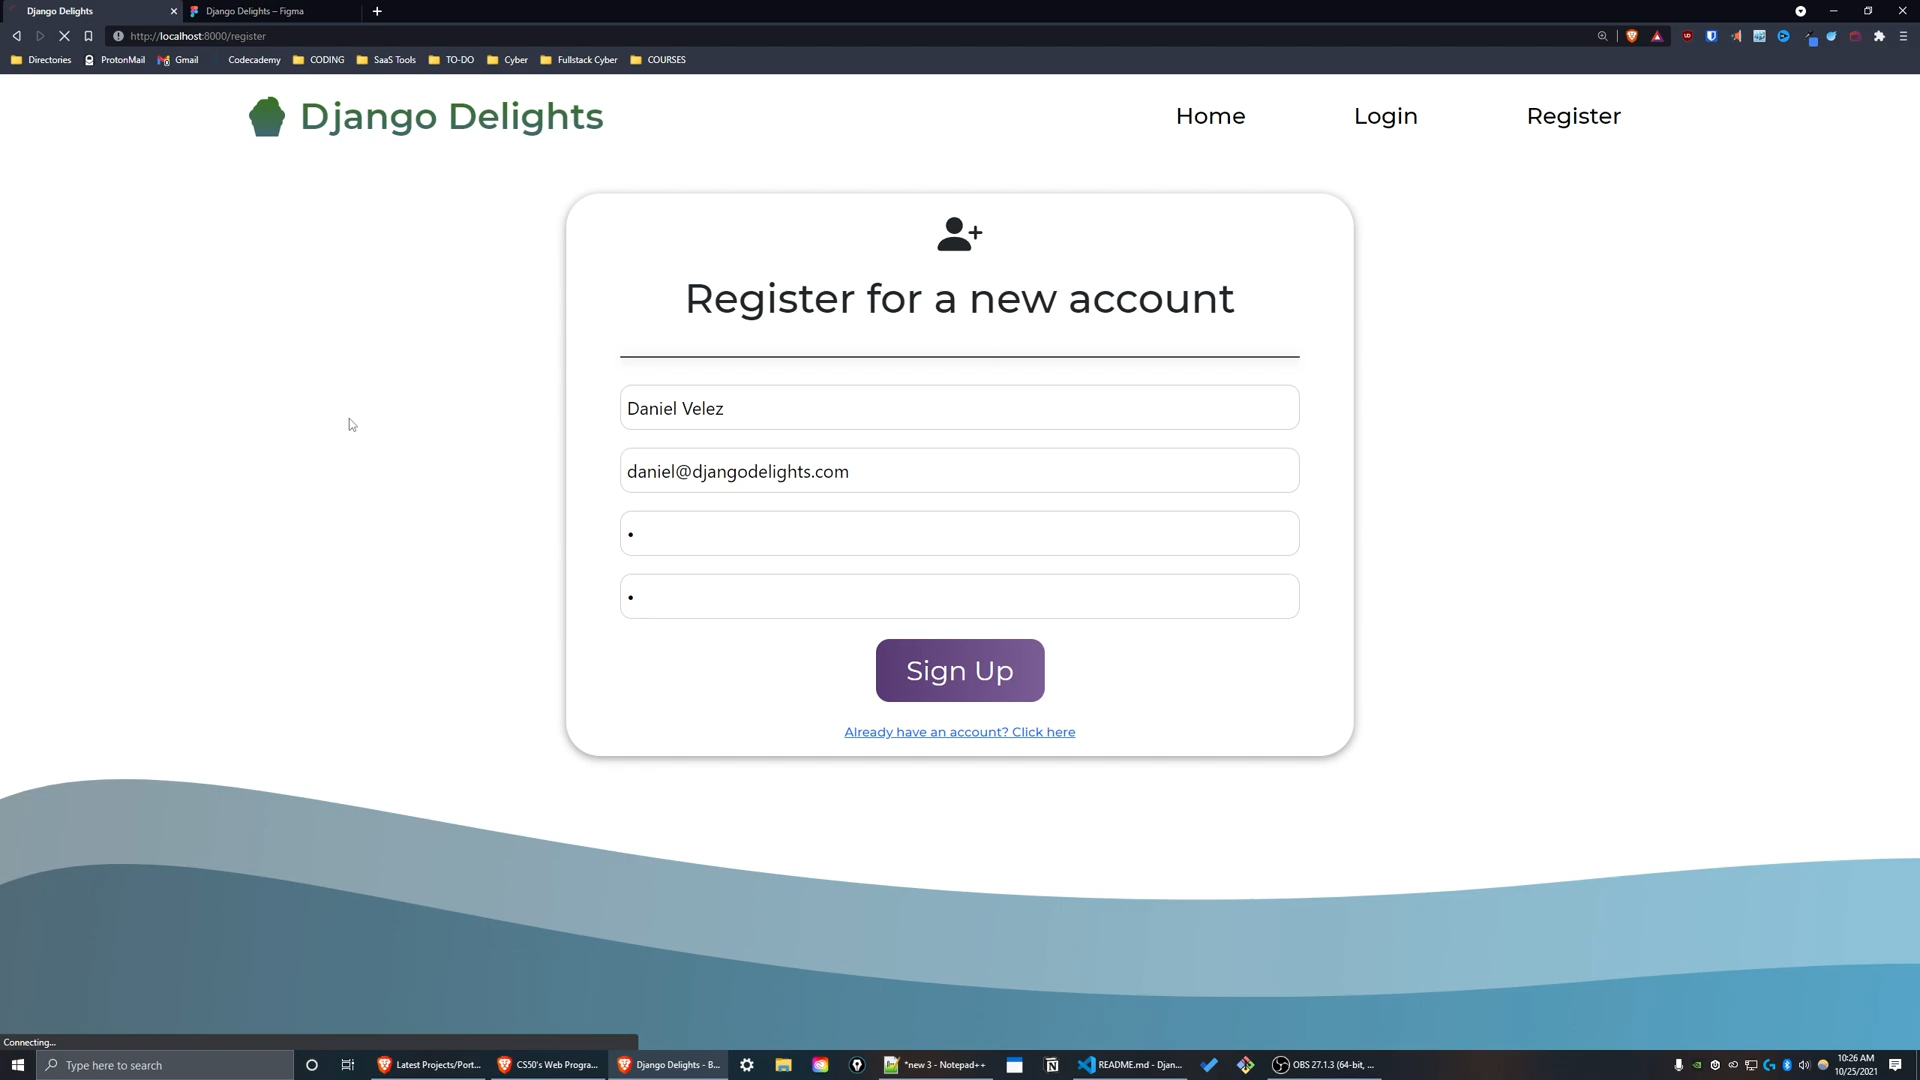 Django Delights
Django Delights – Figma
http://localhost:8000/register
Directories
ProtonMail
Gmail
Codecademy
CODING
SaaS Tools
TO-DO
Cyber
Fullstack Cyber
COURSES
Django Delights
Home
Login
Register
Register for a new account
Daniel Velez
daniel@djangodelights.com
Sign Up
Already have an account? Click here
Connecting...
Type here to search
Latest Projects/Port...
CS50's Web Progra...
Django Delights - B...
*new 3 - Notepad++
README.md - Djan...
OBS 27.1.3 (64-bit, ...
10:26 AM
10/25/2021